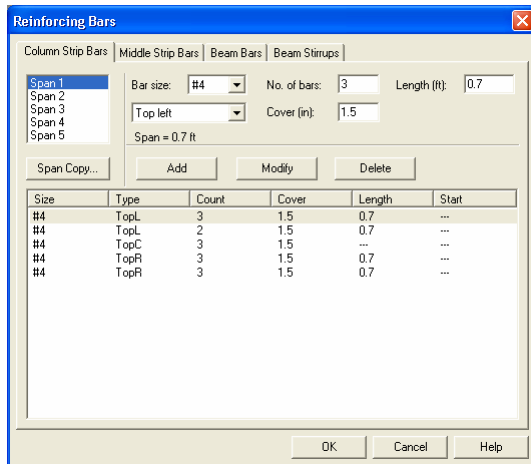 Reinforcing Bars
Column Strip Bars Middle Strip Bars Beam Bars Beam Stirrups
Span 1
Span 2
Span 3
Span 4
Span 5
Bar size: #4 No. of bars: 3 Length (ft): 0.7
Top left Cover (in): 1.5
Span = 0.7 ft
Span Copy... Add Modify Delete
Size Type Count Cover Length Start
#4 TopL 3 1.5 0.7 ---
#4 TopL 2 1.5 0.7 ---
#4 TopC 3 1.5 --- ---
#4 TopR 3 1.5 0.7 ---
#4 TopR 3 1.5 0.7 ---
OK Cancel Help